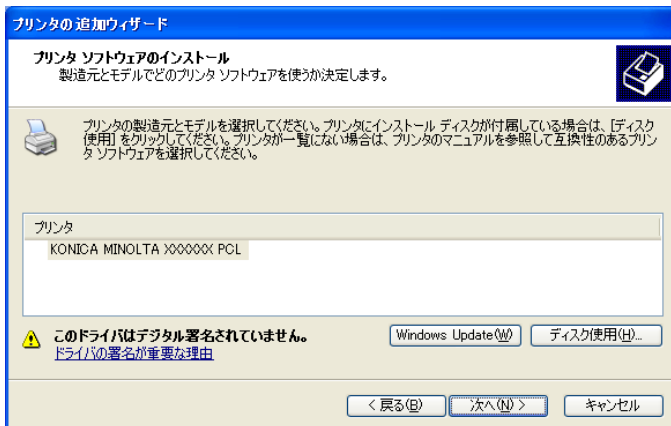 プリンタの追加ウィザード
プリンタ ソフトウェアのインストール
製造元とモデルでどのプリンタ ソフトウェアを使うか決定します。
プリンタの製造元とモデルを選択してください。プリンタにインストール ディスクが付属している場合は、[ディスク
使用] をクリックしてください。プリンタが一覧にない場合は、プリンタのマニュアルを参照して互換性のあるプリン
タ ソフトウェアを選択してください。
プリンタ
KONICA MINOLTA XXXXXX PCL
このドライバはデジタル署名されていません。
ドライバの署名が重要な理由
Windows Update(W)
ディスク使用(H)...
< 戻る(B)
次へ(N) >
キャンセル